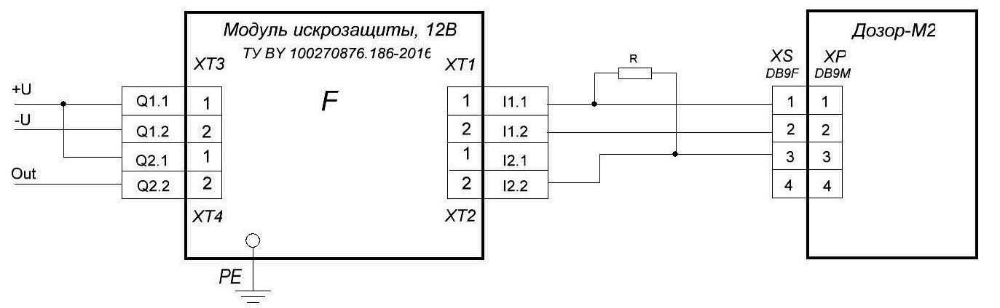 Модуль искрозащиты, 12В
ТУ BY 100270876.186-2016
Дозор-М2
XT3
XT1
R
XS
DB9F
XP
DB9M
+U
-U
Out
Q1.1 1
Q1.2 2
Q2.1 1
Q2.2 2
F
1 I1.1
2 I1.2
1 I2.1
2 I2.2
1 1
2 2
3 3
4 4
XT4
XT2
PE